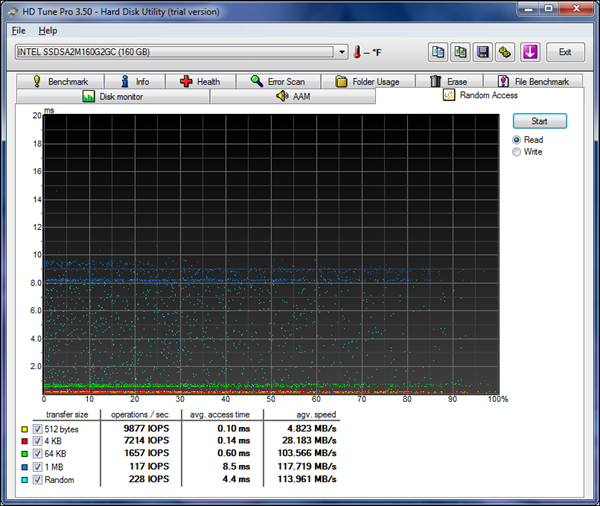 HD Tune Pro 3.50 - Hard Disk Utility (trial version)
File Help
INTEL SSDSA2M160G2GC (160 GB) – °F Exit
Benchmark Info Health Error Scan Folder Usage Erase File Benchmark
Disk monitor AAM Random Access
ms
20
18
16
14
12
10
8.0
6.0
4.0
2.0
0 10 20 30 40 50 60 70 80 90 100%
Start
Read
Write
transfer size operations / sec avg. access time agv. speed
512 bytes 9877 IOPS 0.10 ms 4.823 MB/s
4 KB 7214 IOPS 0.14 ms 28.183 MB/s
64 KB 1657 IOPS 0.60 ms 103.566 MB/s
1 MB 117 IOPS 8.5 ms 117.719 MB/s
Random 228 IOPS 4.4 ms 113.961 MB/s